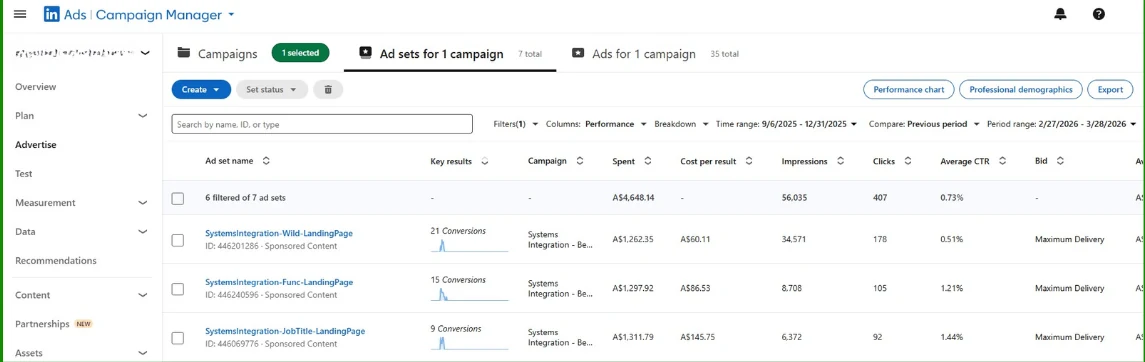 in Ads | Campaign Manager
Campaigns 1 selected Ad sets for 1 campaign 7 total Ads for 1 campaign 35 total
Overview
Plan
Advertise
Test
Measurement
Data
Recommendations
Content
Partnerships NEW
Assets
Create Set status Performance chart Professional demographics Export
Search by name, ID, or type Filters(1) Columns: Performance Breakdown Time range: 9/6/2025 - 12/31/2025 Compare: Previous period Period range: 2/27/2026 - 3/28/2026
Ad set name Key results Campaign Spent Cost per result Impressions Clicks Average CTR Bid
6 filtered of 7 ad sets - - A$4,648.14 - 56,035 407 0.73% - A$
SystemsIntegration-Wild-LandingPage
ID: 446201286 · Sponsored Content
21 Conversions
Systems
Integration - Be...
A$1,262.35 A$60.11 34,571 178 0.51% Maximum Delivery A$
SystemsIntegration-Func-LandingPage
ID: 446240596 · Sponsored Content
15 Conversions
Systems
Integration - Be...
A$1,297.92 A$86.53 8,708 105 1.21% Maximum Delivery A$
SystemsIntegration-JobTitle-LandingPage
ID: 446069776 · Sponsored Content
9 Conversions
Systems
Integration - Be...
A$1,311.79 A$145.75 6,372 92 1.44% Maximum Delivery A$